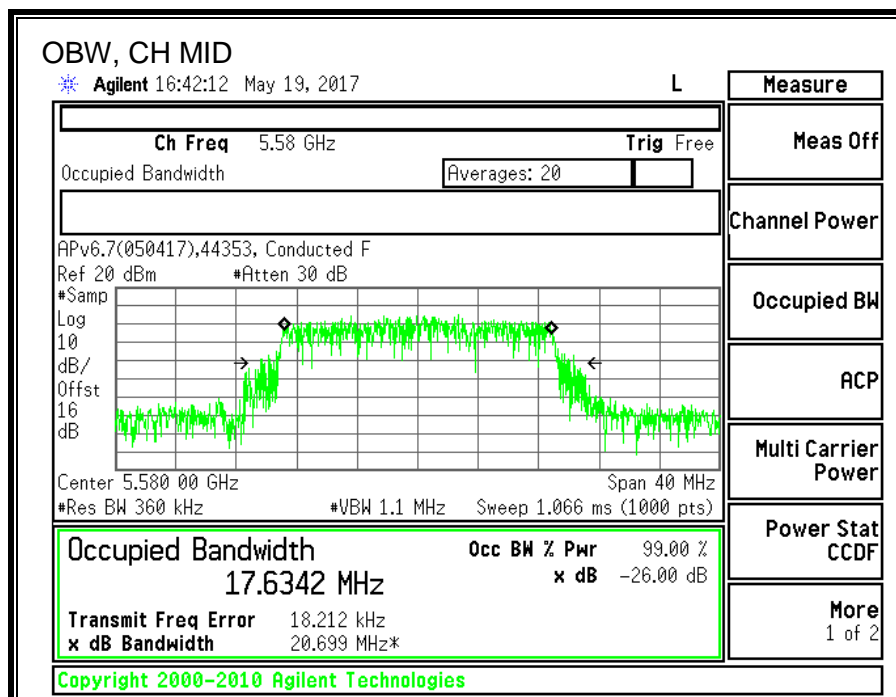 OBW, CH MID
Agilent 16:42:12 May 19, 2017 L
Measure
Ch Freq 5.58 GHz Trig Free
Meas Off
Occupied Bandwidth Averages: 20
Channel Power
APv6.7(050417),44353, Conducted F
Ref 20 dBm #Atten 30 dB
#Samp
Log
10
dB/
Offst
16
dB
Occupied BW
ACP
Multi Carrier
Power
Center 5.580 00 GHz Span 40 MHz
#Res BW 360 kHz #VBW 1.1 MHz Sweep 1.066 ms (1000 pts)
Power Stat
CCDF
Occupied Bandwidth Occ BW % Pwr 99.00 %
17.6342 MHz x dB -26.00 dB
Transmit Freq Error 18.212 kHz
x dB Bandwidth 20.699 MHz*
More
1 of 2
Copyright 2000-2010 Agilent Technologies